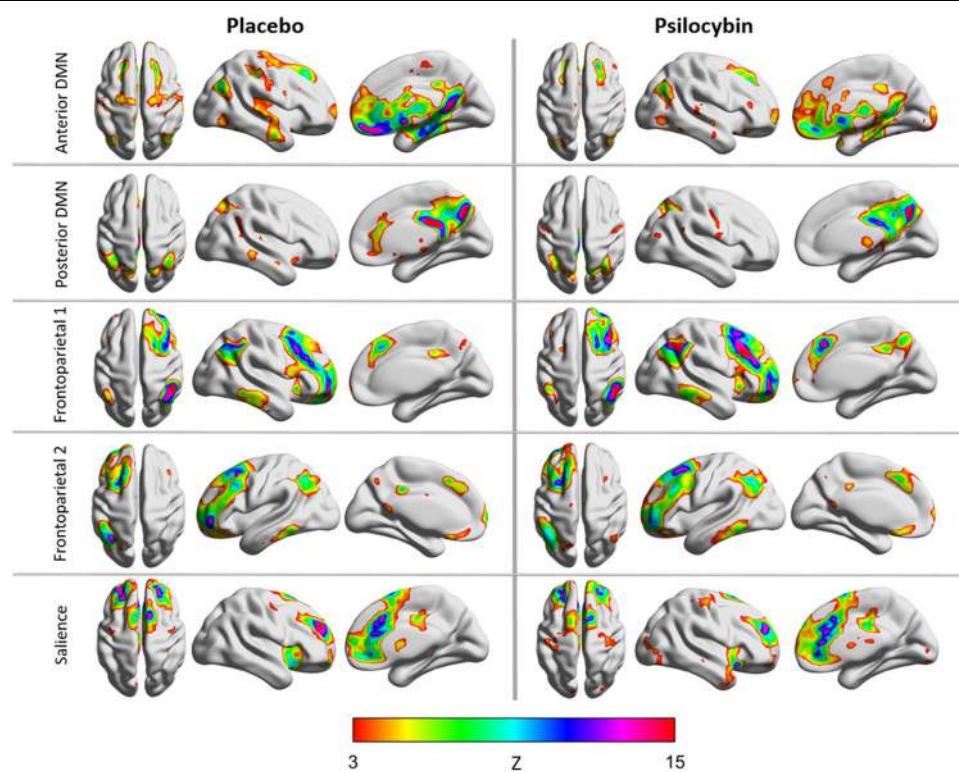 Placebo
Psilocybin
Anterior DMN
Posterior DMN
Frontoparietal 1
Frontoparietal 2
Salience
3
Z
15